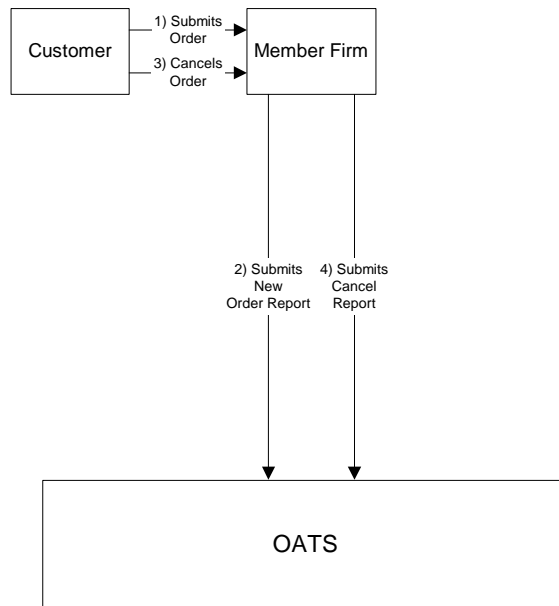 Customer
1) Submits
Order
3) Cancels
Order
Member Firm
2) Submits
New
Order Report
4) Submits
Cancel
Report
OATS